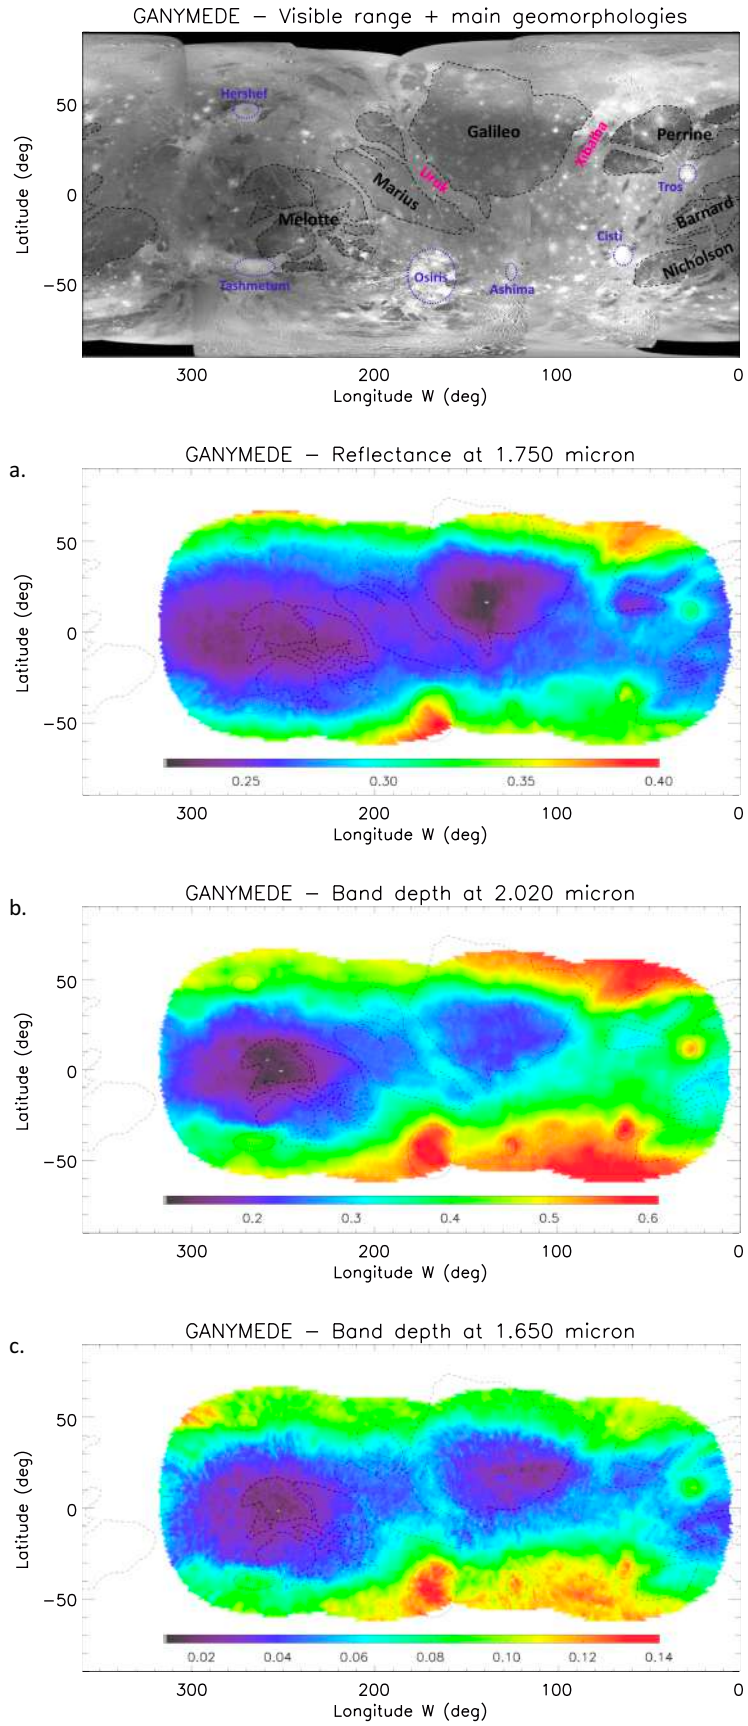 GANYMEDE – Visible range + main geomorphologies
Latitude (deg)
50
0
−50
Hershef
Galileo
Xibalba
Perrine
Uruk
Marius
Tros
Melotte
Barnard
Cisti
Nicholson
Tashmetum
Osiris
Ashima
300 200 100 0
Longitude W (deg)
a.
GANYMEDE – Reflectance at 1.750 micron
Latitude (deg)
50
0
−50
0.25 0.30 0.35 0.40
300 200 100 0
Longitude W (deg)
b.
GANYMEDE – Band depth at 2.020 micron
Latitude (deg)
50
0
−50
0.2 0.3 0.4 0.5 0.6
300 200 100 0
Longitude W (deg)
c.
GANYMEDE – Band depth at 1.650 micron
Latitude (deg)
50
0
−50
0.02 0.04 0.06 0.08 0.10 0.12 0.14
300 200 100 0
Longitude W (deg)